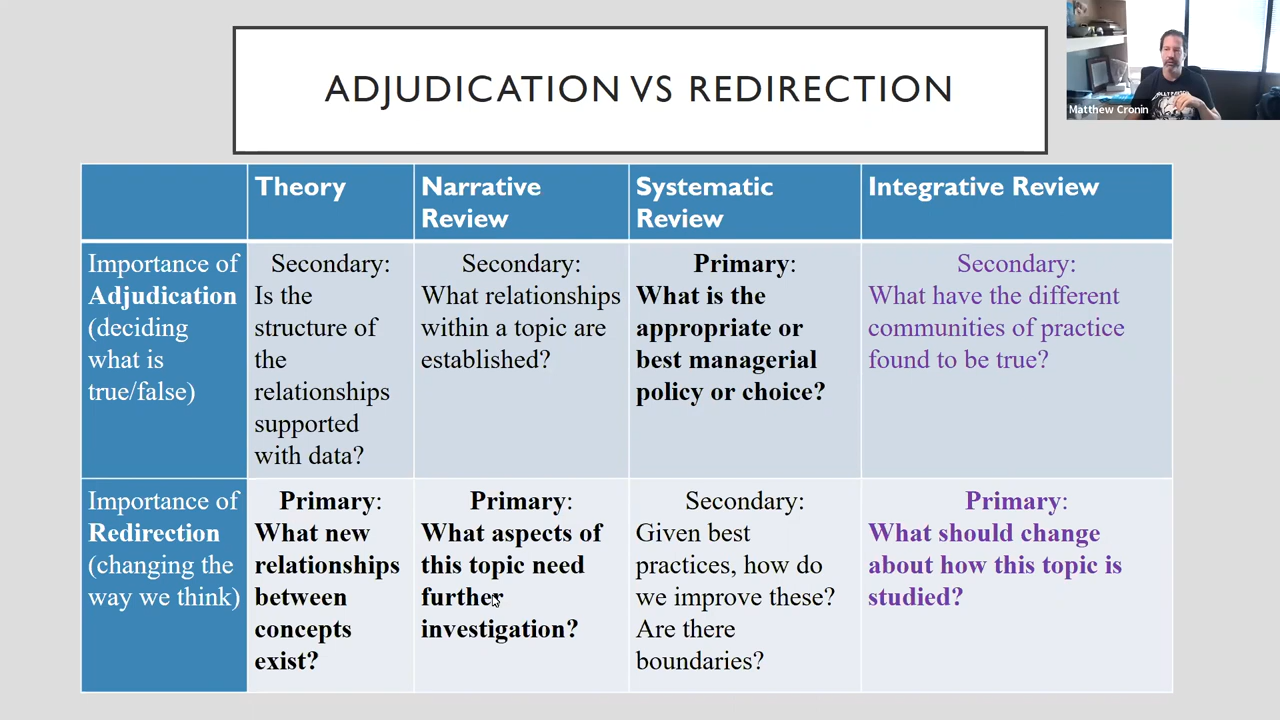 ADJUDICATION VS REDIRECTION
Matthew Cronin
Theory
Narrative
Review
Systematic
Review
Integrative Review
Importance of
Adjudication
(deciding
what is
true/false)
Secondary:
Is the
structure of
the
relationships
supported
with data?
Secondary:
What relationships
within a topic are
established?
Primary:
What is the
appropriate or
best managerial
policy or choice?
Secondary:
What have the different
communities of practice
found to be true?
Importance of
Redirection
(changing the
way we think)
Primary:
What new
relationships
between
concepts
exist?
Primary:
What aspects of
this topic need
further
investigation?
Secondary:
Given best
practices, how do
we improve these?
Are there
boundaries?
Primary:
What should change
about how this topic is
studied?